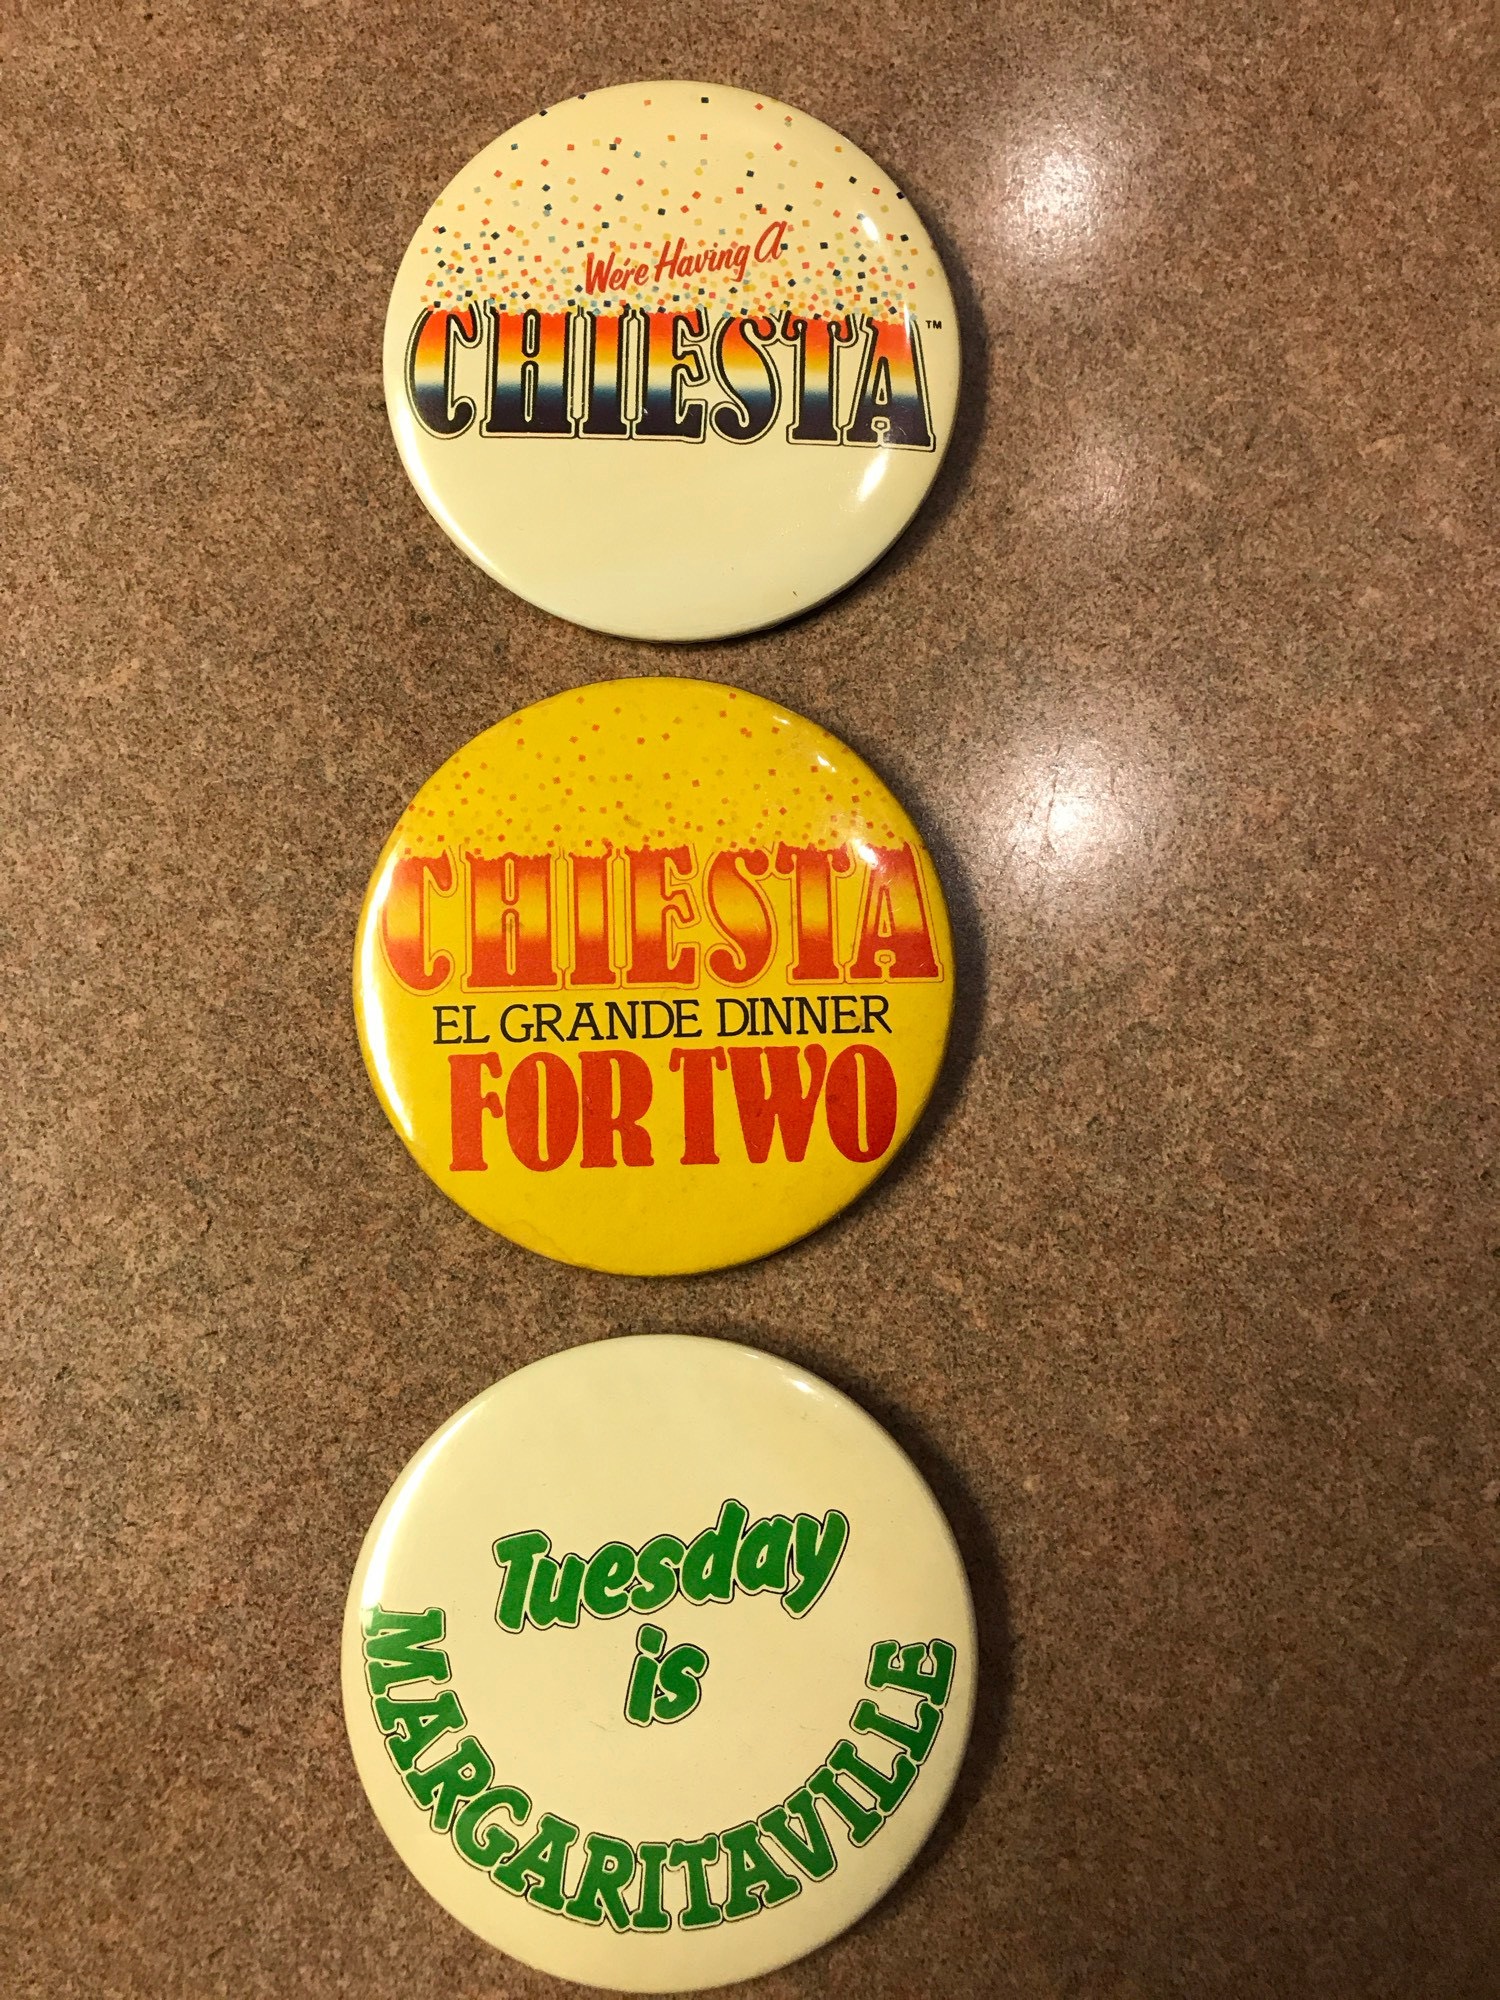 We're Having A
CHIESTA™
CHIESTA
EL GRANDE DINNER
FOR TWO
Tuesday
is
MARGARITAVILLE